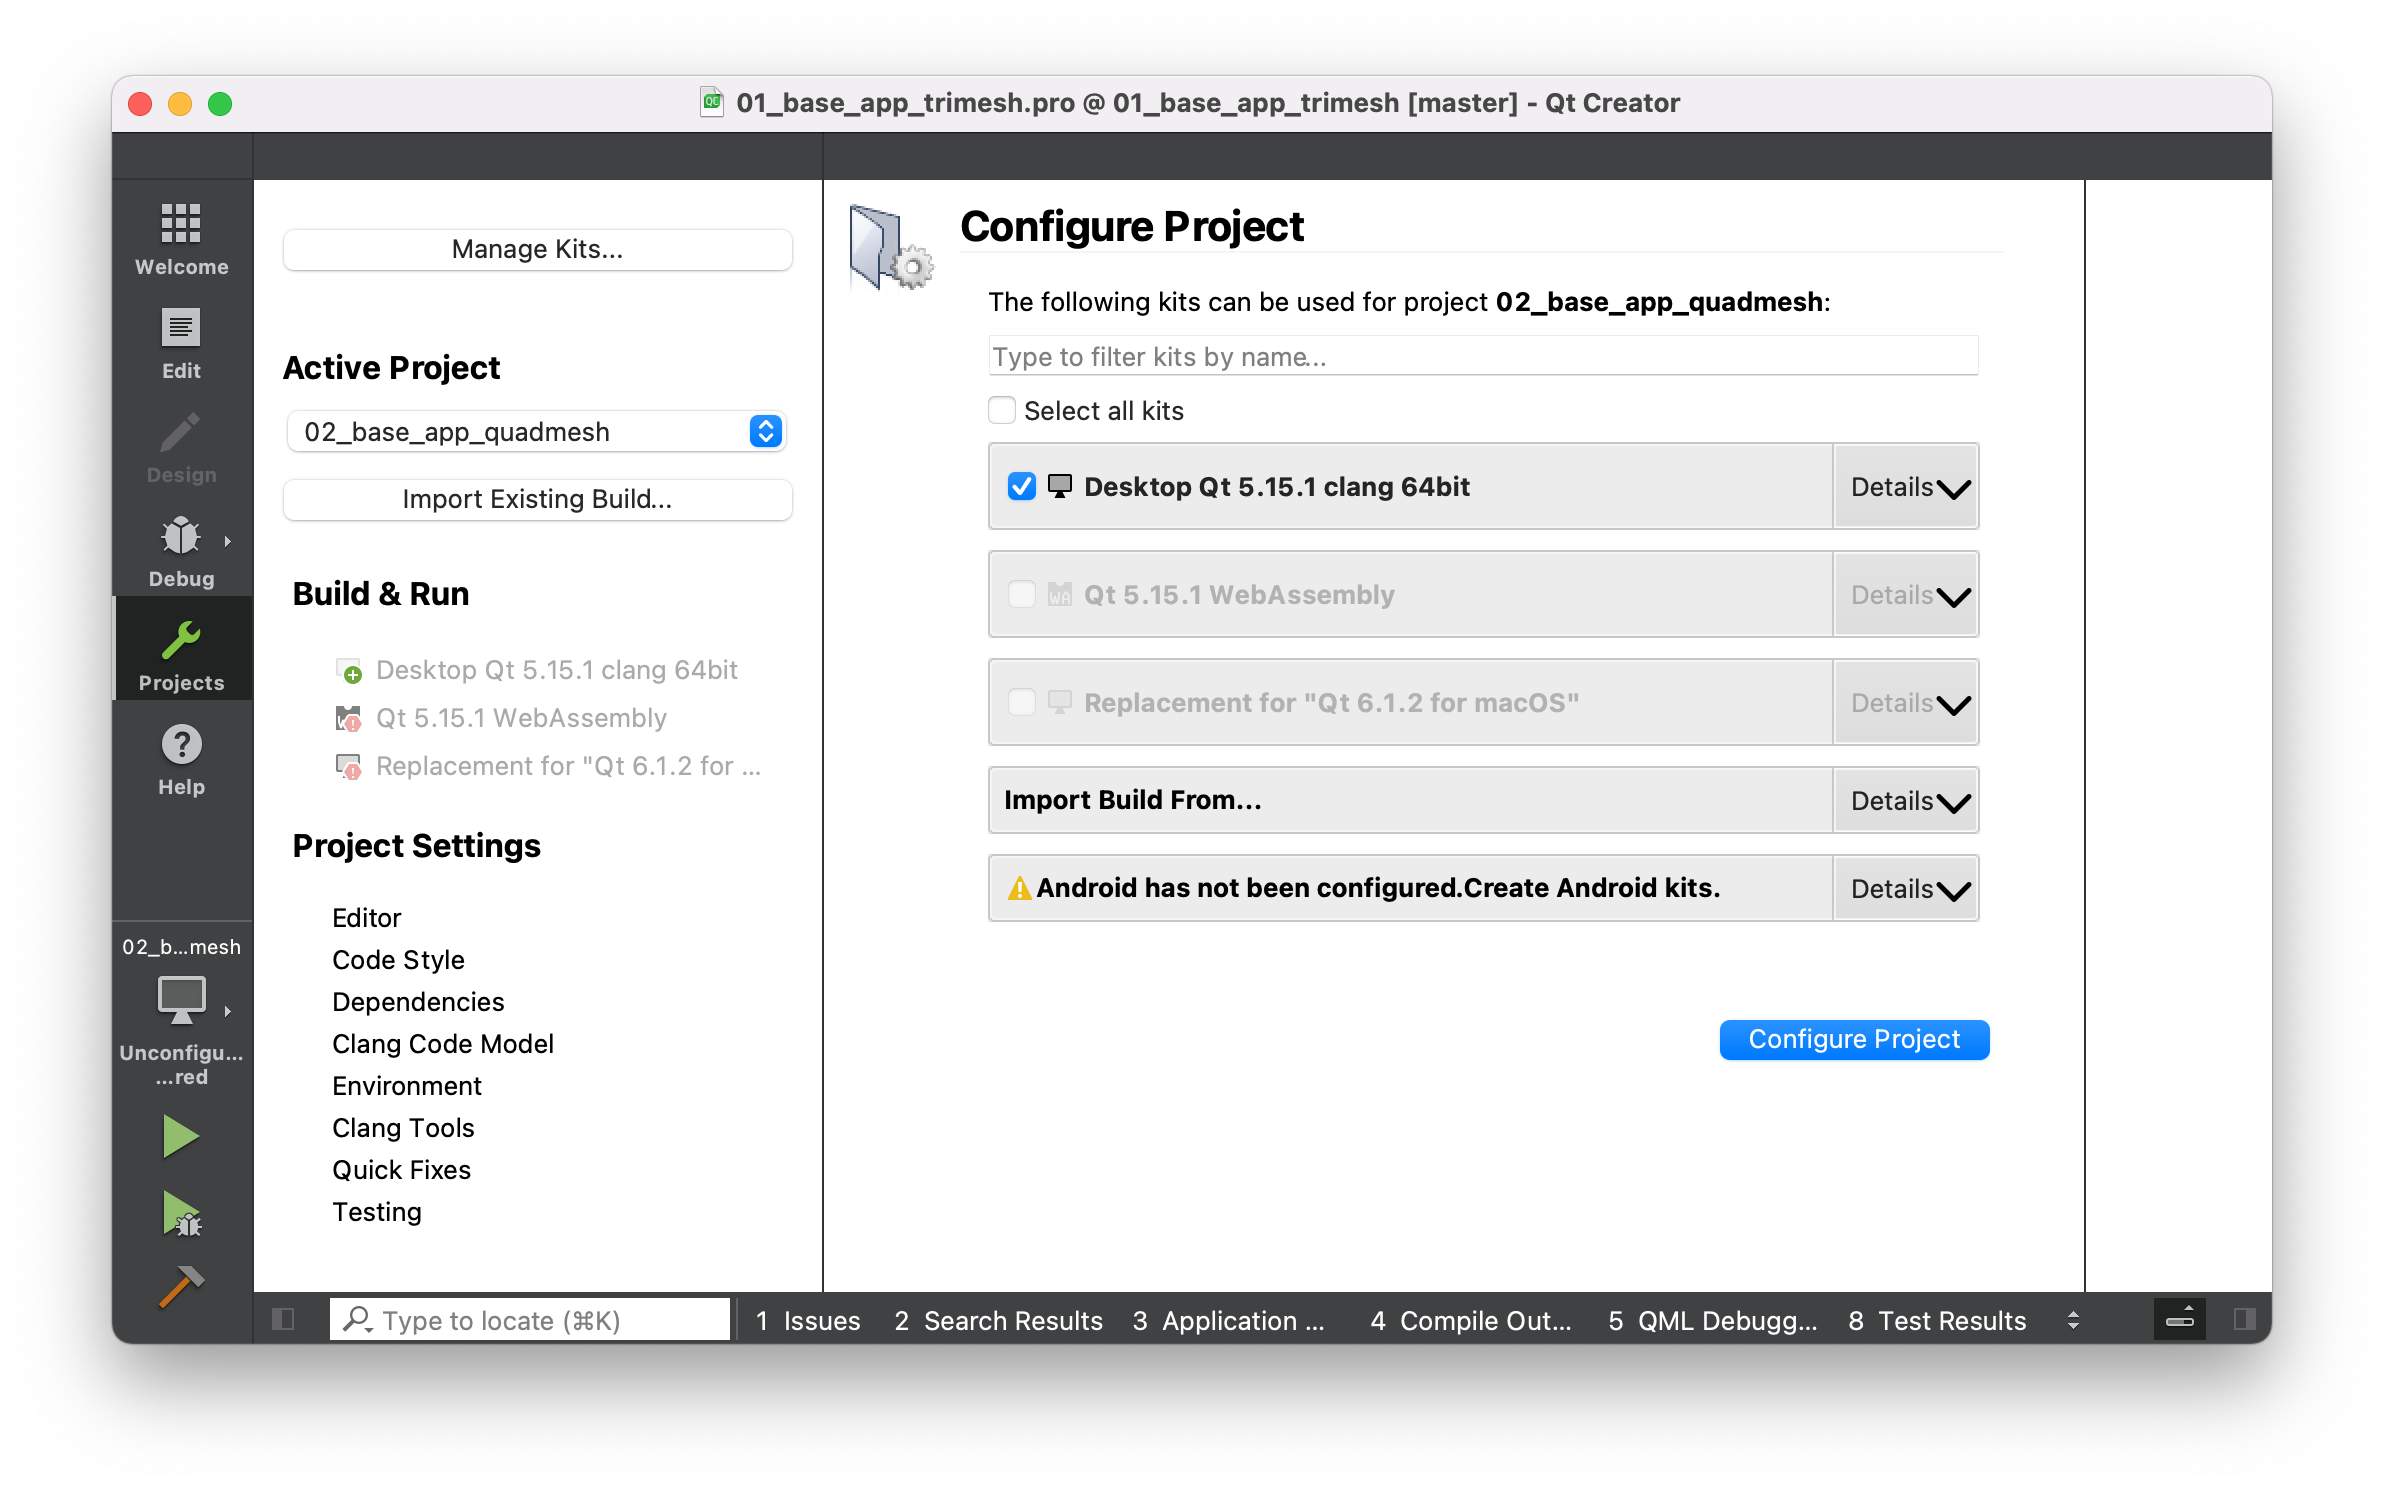 01_base_app_trimesh.pro @ 01_base_app_trimesh [master] - Qt Creator
Welcome
Edit
Design
Debug
Projects
Help
02_b...mesh
Unconfigu...
...red
Manage Kits...
Active Project
02_base_app_quadmesh
Import Existing Build...
Build & Run
Desktop Qt 5.15.1 clang 64bit
Qt 5.15.1 WebAssembly
Replacement for "Qt 6.1.2 for ...
Project Settings
Editor
Code Style
Dependencies
Clang Code Model
Environment
Clang Tools
Quick Fixes
Testing
Configure Project
The following kits can be used for project 02_base_app_quadmesh:
Type to filter kits by name...
Select all kits
Desktop Qt 5.15.1 clang 64bit Details
Qt 5.15.1 WebAssembly Details
Replacement for "Qt 6.1.2 for macOS" Details
Import Build From... Details
Android has not been configured.Create Android kits. Details
Configure Project
Type to locate (⌘K) 1 Issues 2 Search Results 3 Application ... 4 Compile Out... 5 QML Debugg... 8 Test Results